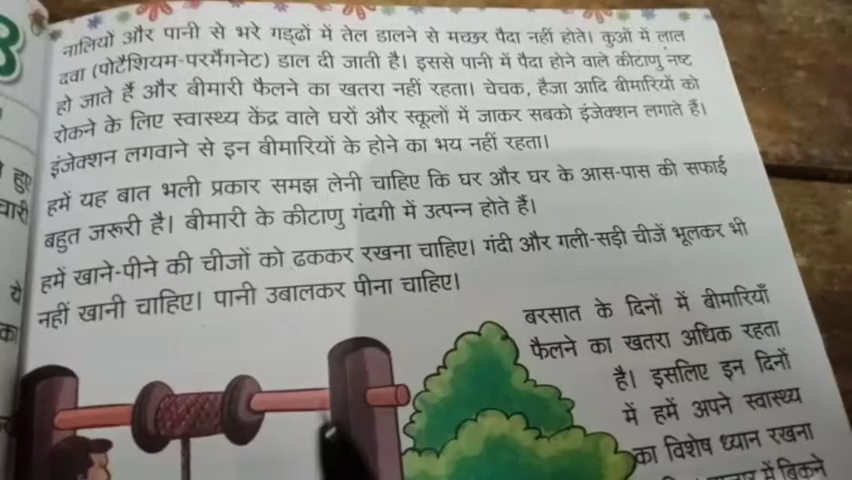 नालियों और पानी से भरे गड्ढों में तेल डालने से मच्छर पैदा नहीं होते। कुओं में लाल
दवा (पोटैशियम-परमैंगनेट) डाल दी जाती है। इससे पानी में पैदा होने वाले कीटाणु नष्ट
हो जाते हैं और बीमारी फैलने का खतरा नहीं रहता। चेचक, हैजा आदि बीमारियों को
रोकने के लिए स्वास्थ्य केंद्र वाले घरों और स्कूलों में जाकर सबको इंजेक्शन लगाते हैं।
इंजेक्शन लगवाने से इन बीमारियों के होने का भय नहीं रहता।
हमें यह बात भली प्रकार समझ लेनी चाहिए कि घर और घर के आस-पास की सफाई
बहुत जरूरी है। बीमारी के कीटाणु गंदगी में उत्पन्न होते हैं।
हमें खाने-पीने की चीजों को ढककर रखना चाहिए। गंदी और गली-सड़ी चीजें भूलकर भी
नहीं खानी चाहिए। पानी उबालकर पीना चाहिए।
बरसात के दिनों में बीमारियाँ
फैलने का खतरा अधिक रहता
है। इसलिए इन दिनों
में हमें अपने स्वास्थ्य
का विशेष ध्यान रखना
में बिकने